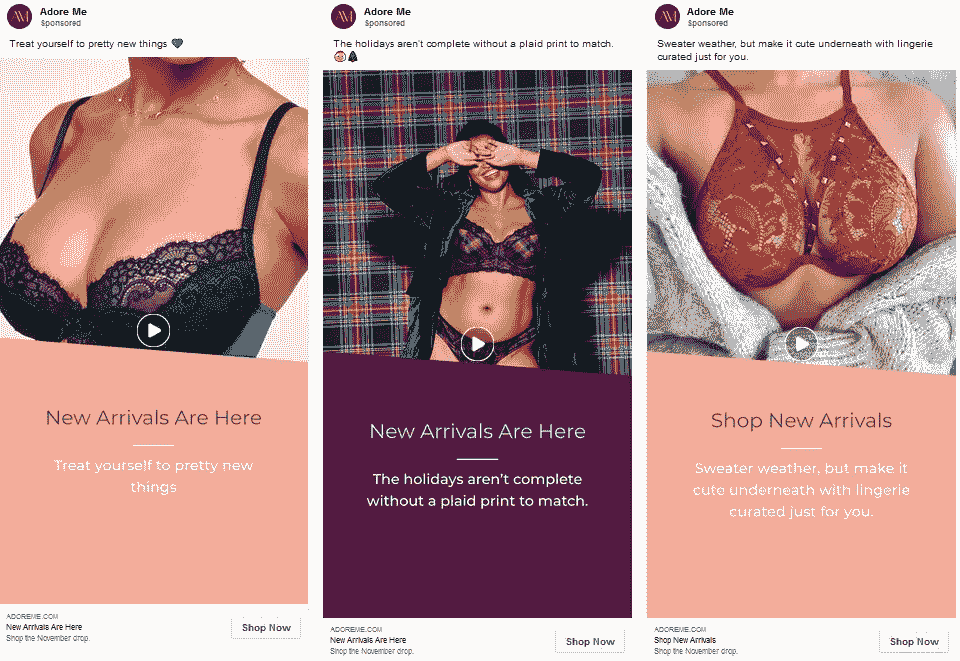 Adore Me
Sponsored
Treat yourself to pretty new things 🖤
New Arrivals Are Here
Treat yourself to pretty new
things
ADOREME.COM
New Arrivals Are Here
Shop the November drop.
Shop Now
Adore Me
Sponsored
The holidays aren't complete without a plaid print to match.
🎅🎄
New Arrivals Are Here
The holidays aren't complete
without a plaid print to match.
ADOREME.COM
New Arrivals Are Here
Shop the November drop.
Shop Now
Adore Me
Sponsored
Sweater weather, but make it cute underneath with lingerie
curated just for you.
Shop New Arrivals
Sweater weather, but make it
cute underneath with lingerie
curated just for you.
ADOREME.COM
Shop New Arrivals
Shop the November drop.
Shop Now